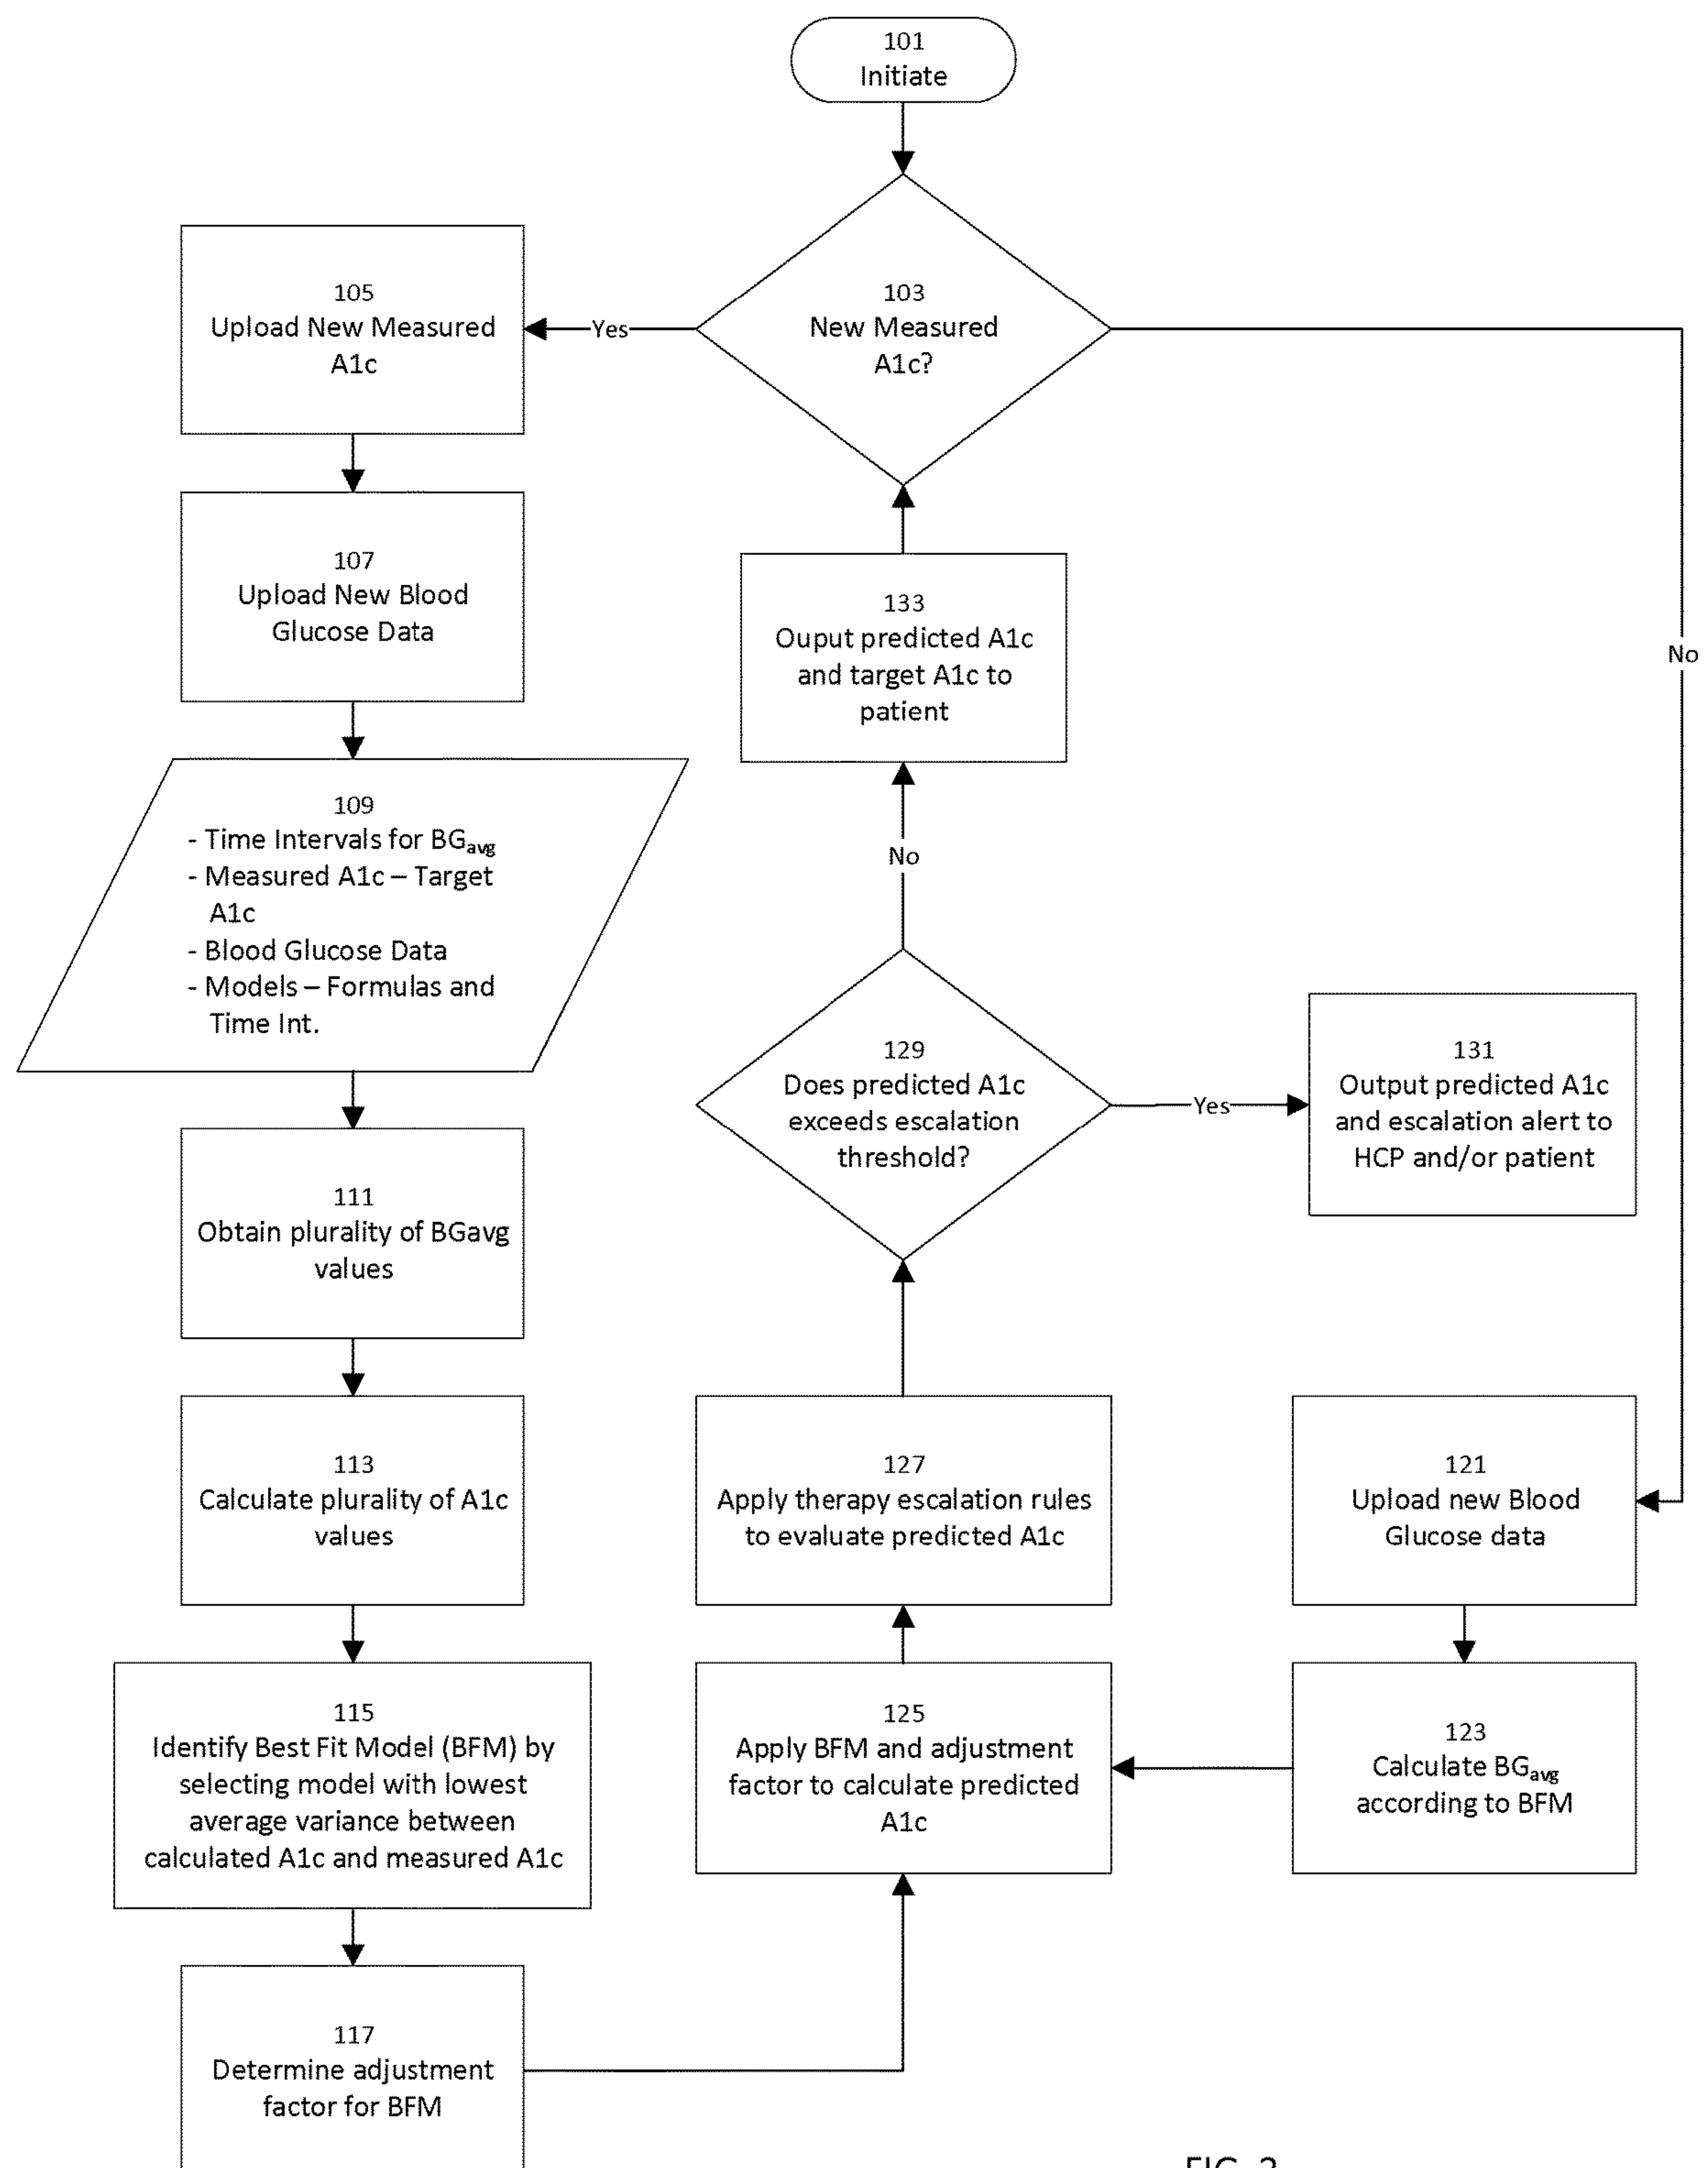 101
Initiate
103
New Measured
A1c?
Yes
105
Upload New Measured
A1c
107
Upload New Blood
Glucose Data
109
- Time Intervals for BGavg
- Measured A1c – Target
A1c
- Blood Glucose Data
- Models – Formulas and
Time Int.
111
Obtain plurality of BGavg
values
113
Calculate plurality of A1c
values
115
Identify Best Fit Model (BFM) by
selecting model with lowest
average variance between
calculated A1c and measured A1c
117
Determine adjustment
factor for BFM
133
Ouput predicted A1c
and target A1c to
patient
No
129
Does predicted A1c
exceeds escalation
threshold?
Yes
131
Output predicted A1c
and escalation alert to
HCP and/or patient
127
Apply therapy escalation rules
to evaluate predicted A1c
125
Apply BFM and adjustment
factor to calculate predicted
A1c
No
121
Upload new Blood
Glucose data
123
Calculate BGavg
according to BFM